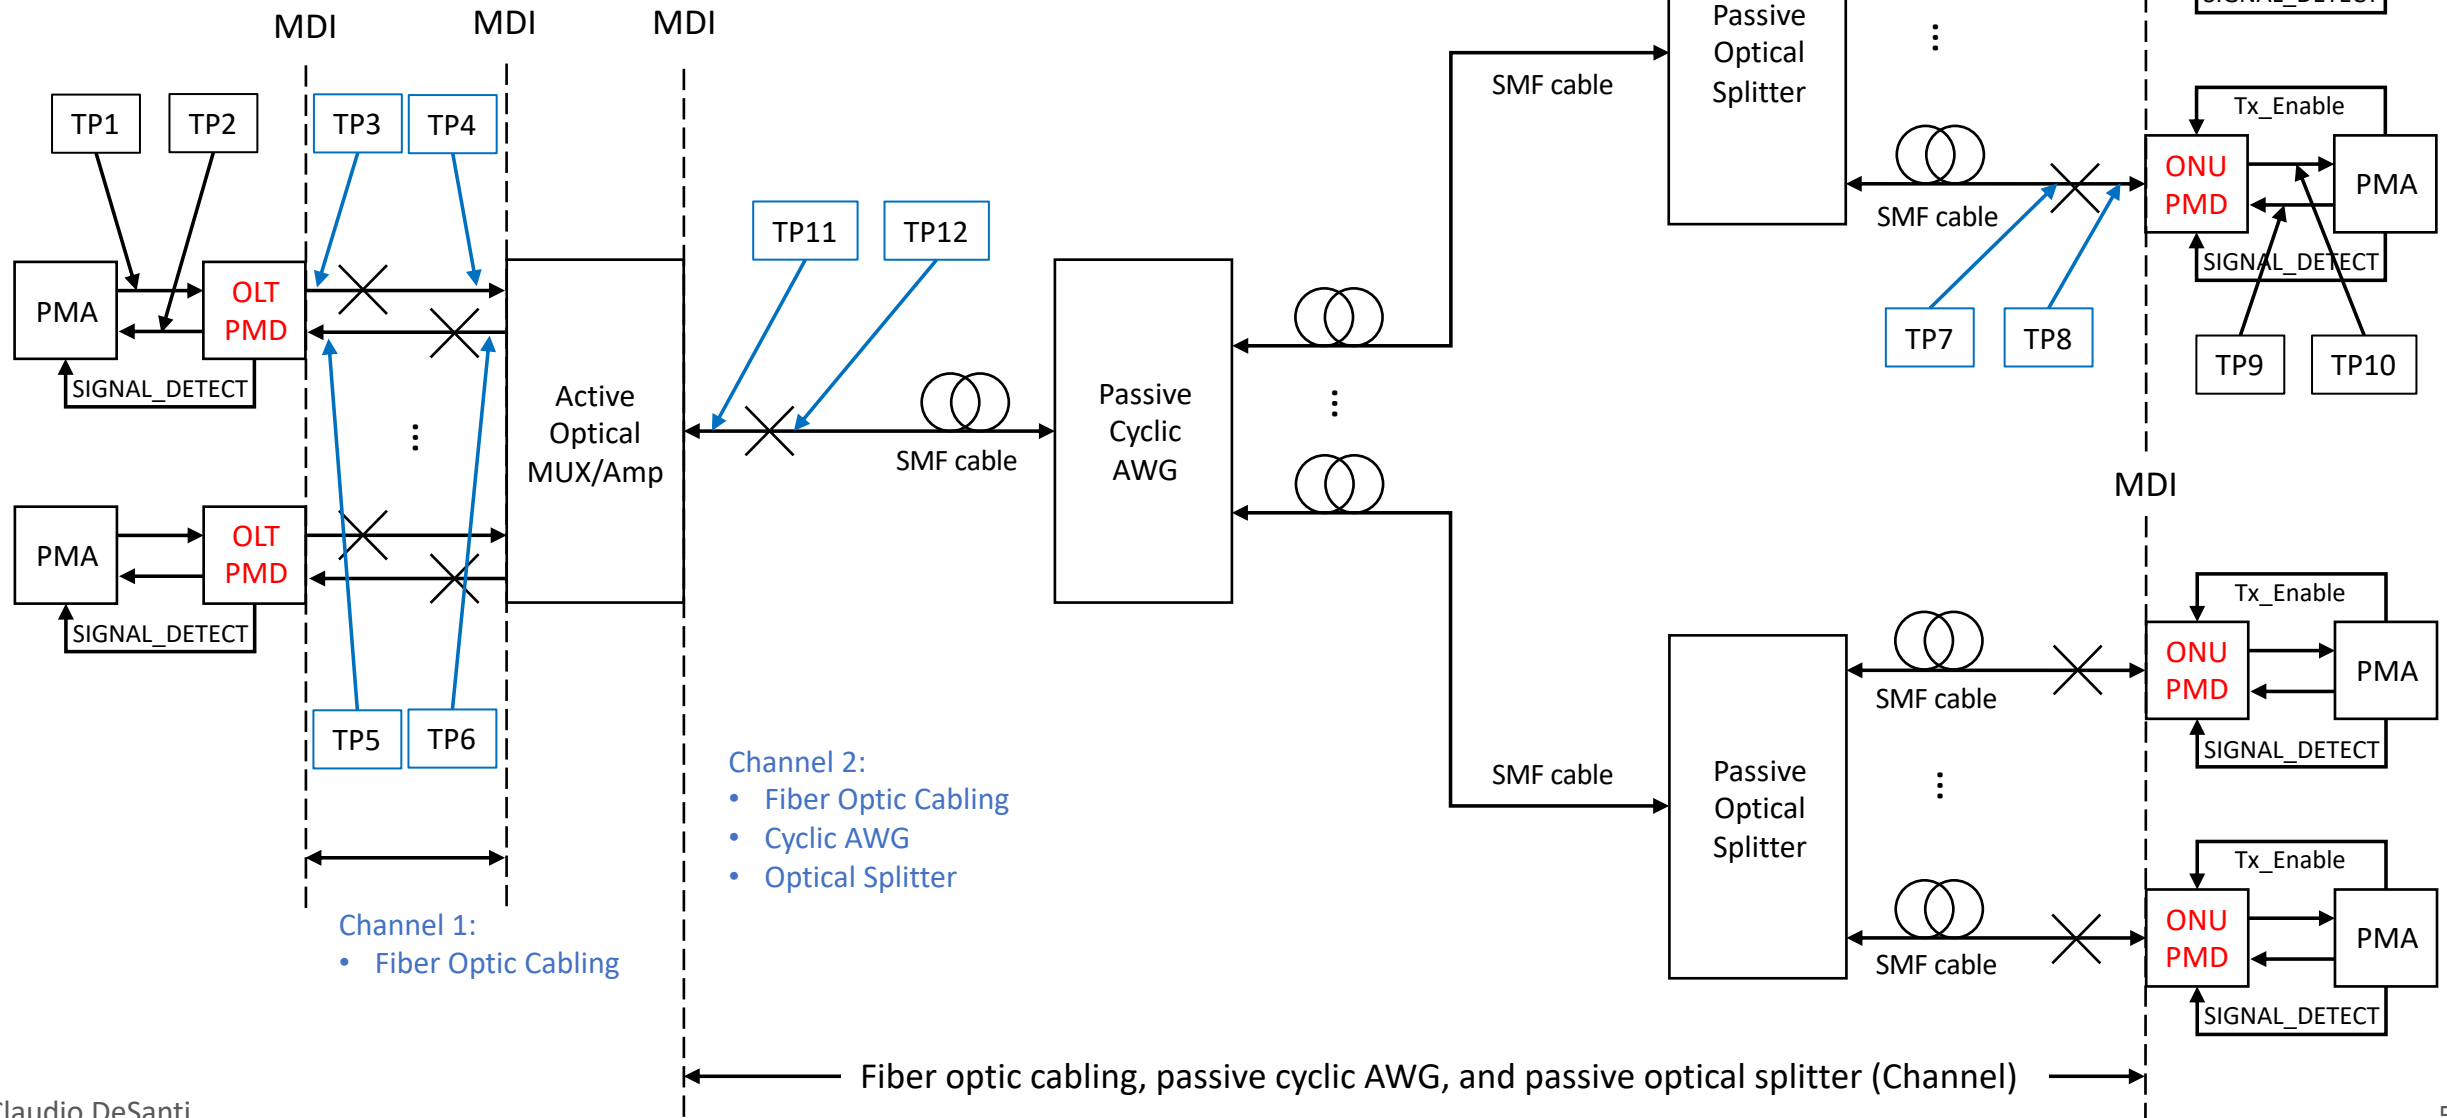 MDI
MDI
MDI
Passive
Optical
Splitter
SIGNAL_DETECT
SMF cable
TP1
TP2
TP3
TP4
Tx_Enable
ONU
PMD
PMA
SMF cable
SIGNAL_DETECT
TP11
TP12
TP7
TP8
TP9
TP10
PMA
OLT
PMD
SIGNAL_DETECT
Active
Optical
MUX/Amp
SMF cable
Passive
Cyclic
AWG
MDI
PMA
OLT
PMD
SIGNAL_DETECT
TP5
TP6
Tx_Enable
ONU
PMD
PMA
SMF cable
SIGNAL_DETECT
SMF cable
Passive
Optical
Splitter
Channel 2:
• Fiber Optic Cabling
• Cyclic AWG
• Optical Splitter
Tx_Enable
ONU
PMD
PMA
SMF cable
SIGNAL_DETECT
Channel 1:
• Fiber Optic Cabling
Fiber optic cabling, passive cyclic AWG, and passive optical splitter (Channel)
Claudio DeSanti